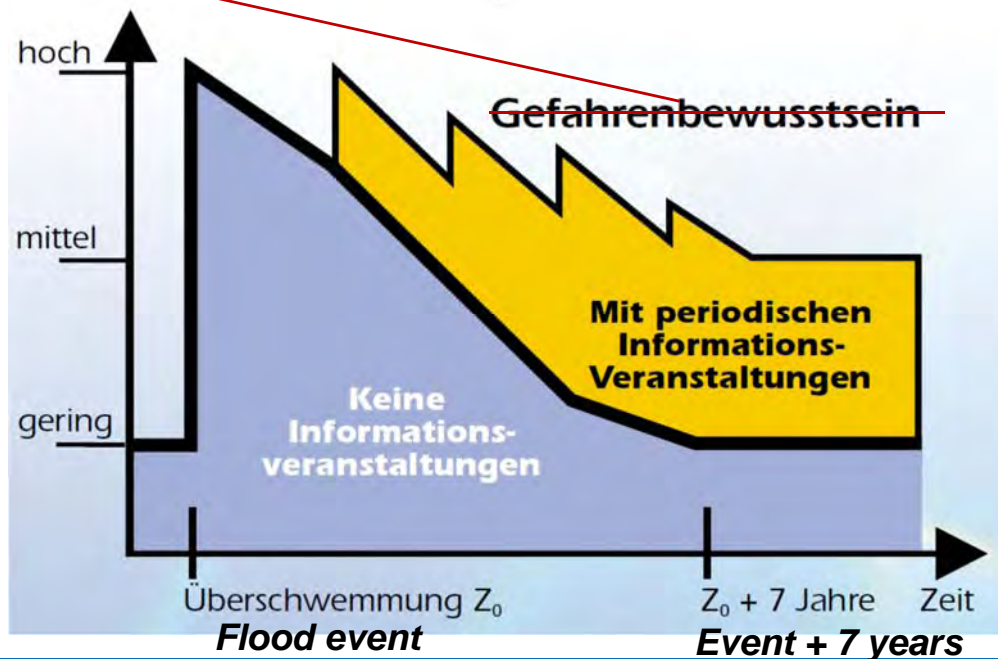 hoch
Gefahrenbewusstsein
mittel
Mit periodischen
Informations-
Veranstaltungen
gering
Keine
Informations-
veranstaltungen
Überschwemmung Z₀
Z₀ + 7 Jahre
Zeit
Flood event
Event + 7 years